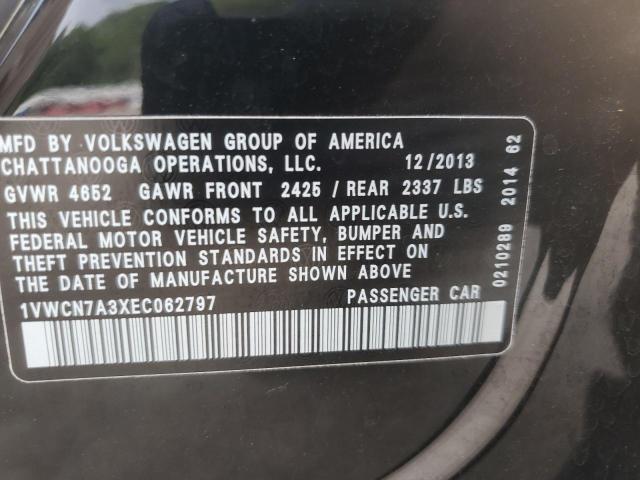 MFD BY VOLKSWAGEN GROUP OF AMERICA
CHATTANOOGA OPERATIONS, LLC. 12/2013
GVWR 4652 GAWR FRONT 2425 / REAR 2337 LBS
THIS VEHICLE CONFORMS TO ALL APPLICABLE U.S.
FEDERAL MOTOR VEHICLE SAFETY, BUMPER AND
THEFT PREVENTION STANDARDS IN EFFECT ON
THE DATE OF MANUFACTURE SHOWN ABOVE
1VWCN7A3XEC062797 PASSENGER CAR
0210289 2014 62